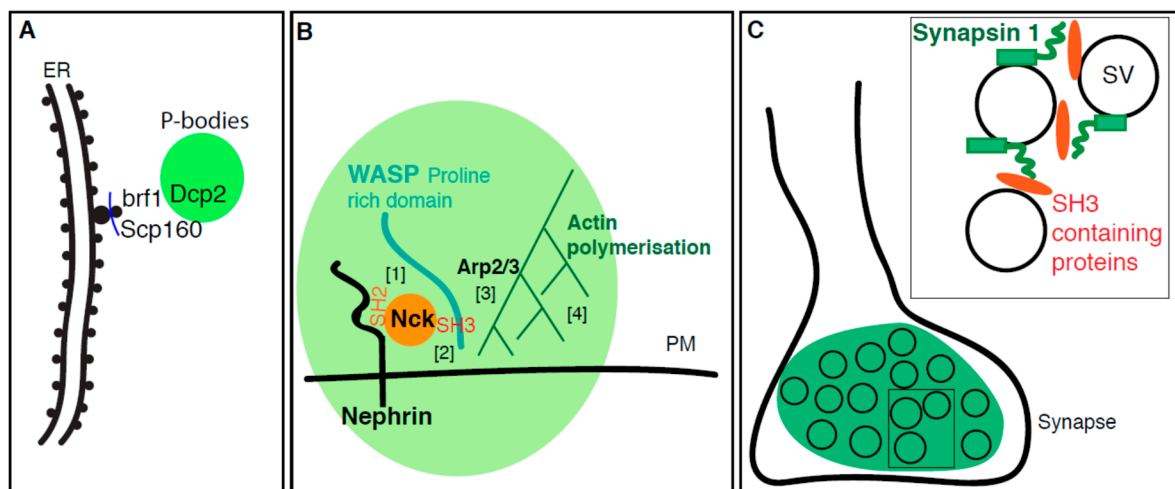 A
ER
P-bodies
Dcp2
brf1
Scp160
B
WASP Proline
rich domain
Actin
polymerisation
Arp2/3
[1]
[3]
[4]
SH2
Nck
SH3
[2]
PM
Nephrin
C
Synapsin 1
SV
SH3
containing
proteins
Synapse